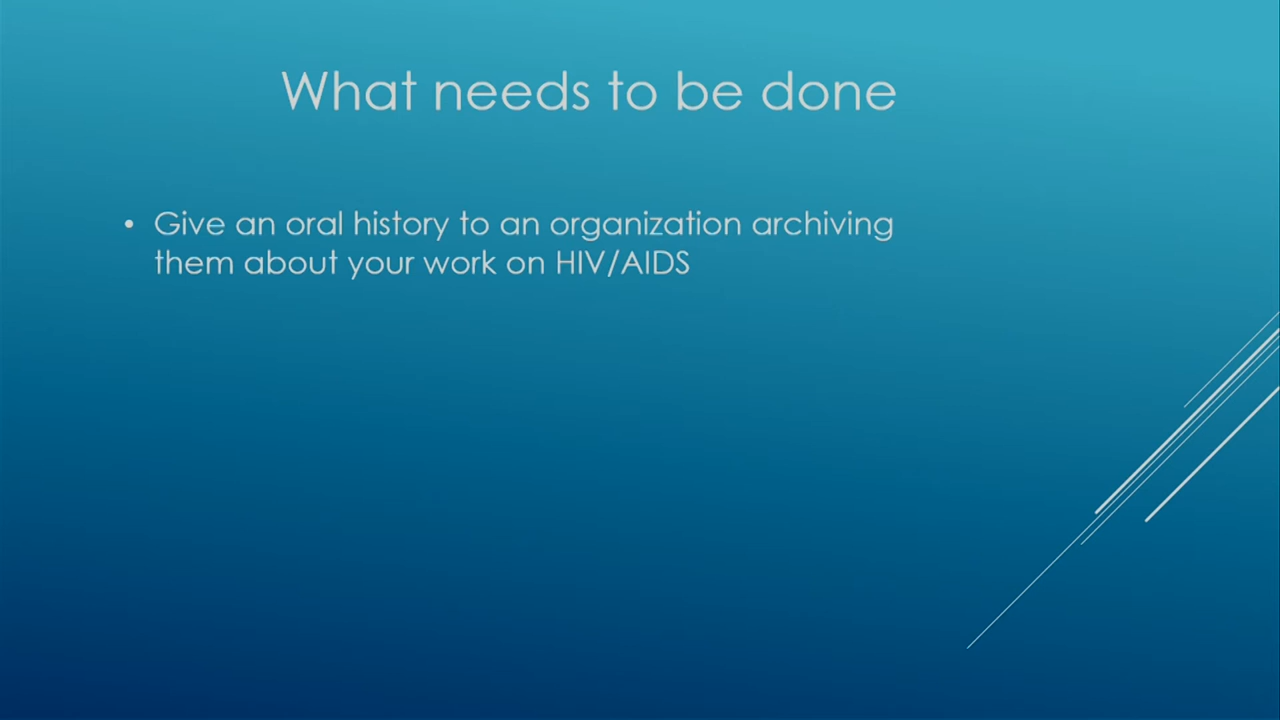 What needs to be done
• Give an oral history to an organization archiving
them about your work on HIV/AIDS